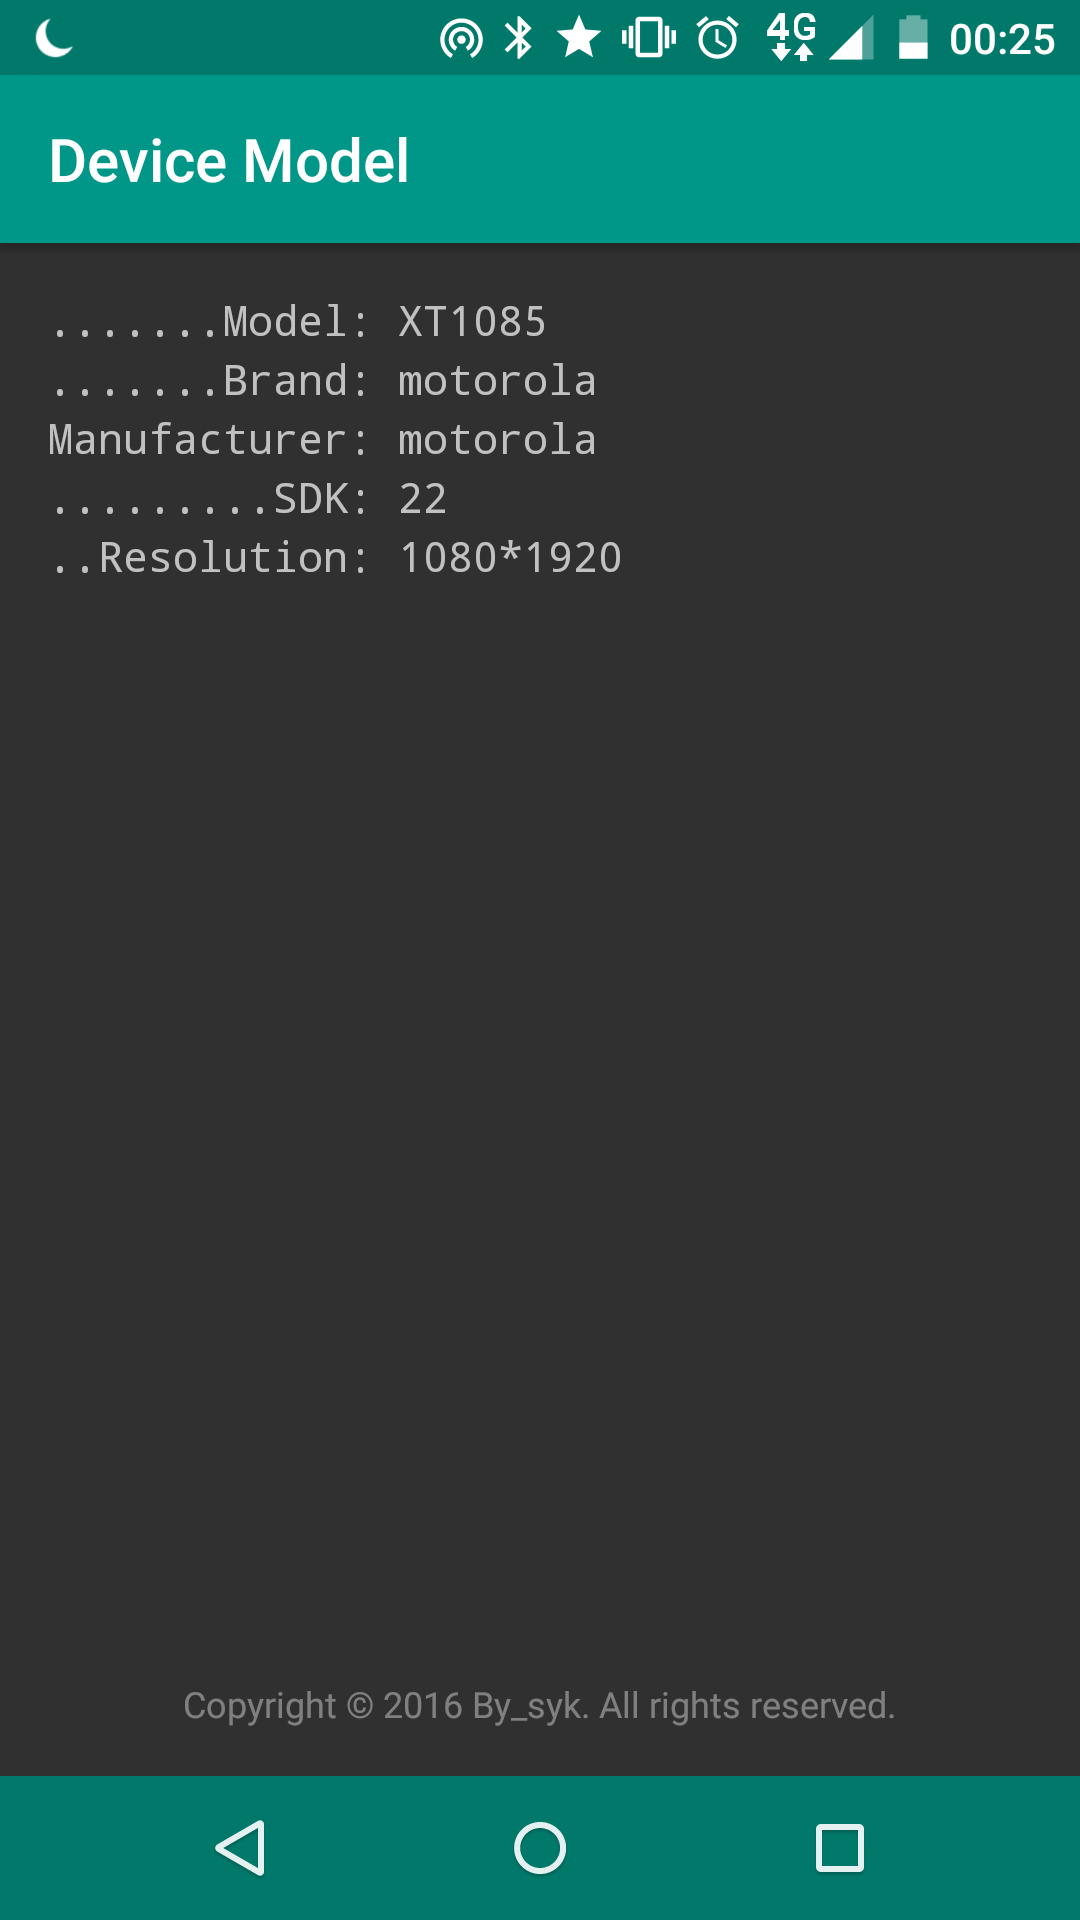 4G 00:25
Device Model
.......Model: XT1085
.......Brand: motorola
Manufacturer: motorola
.........SDK: 22
..Resolution: 1080*1920
Copyright © 2016 By_syk. All rights reserved.